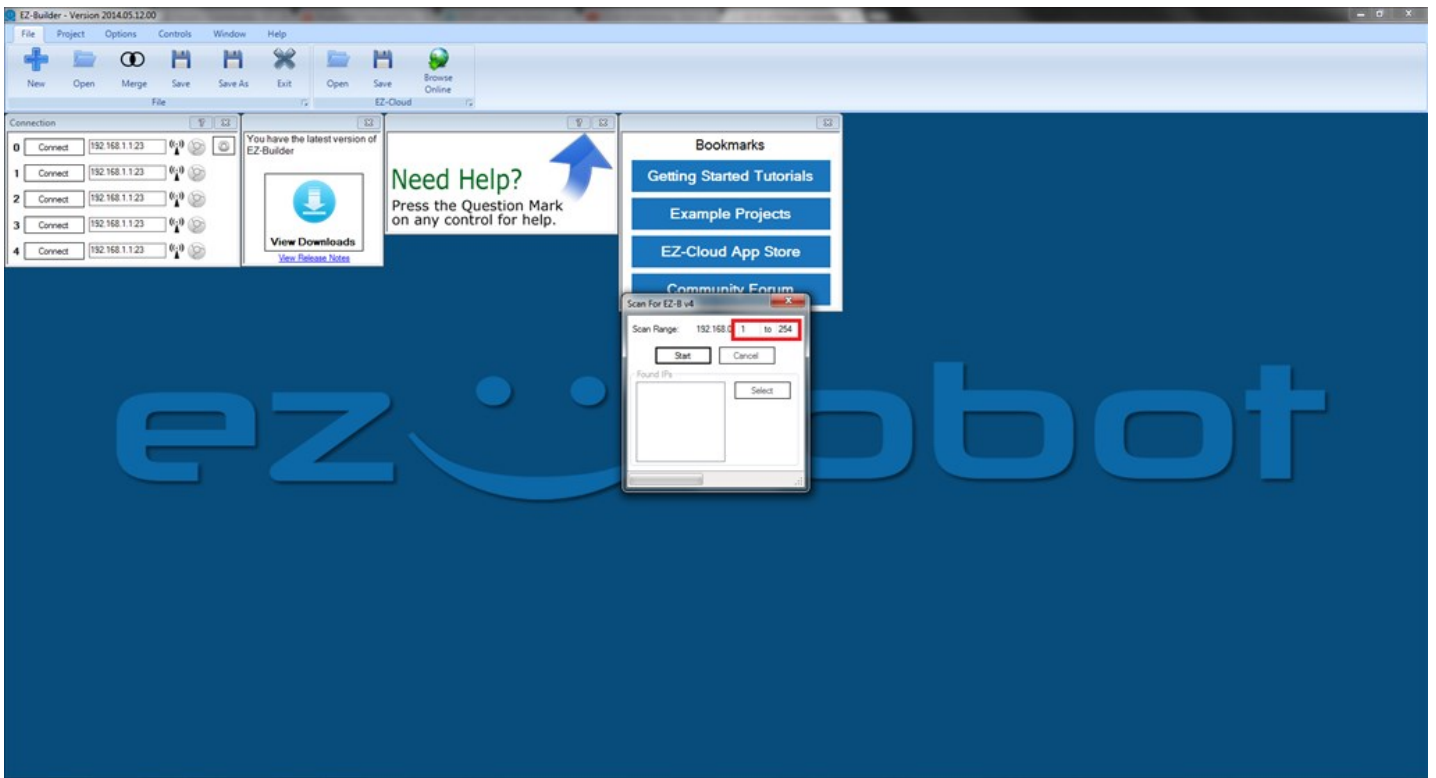 EZ-Builder - Version 2014.05.12.00
File Project Options Controls Window Help
New Open Merge Save Save As Exit Open Save Browse Online
File EZ-Cloud
Connection
0 Connect 192.168.1.1:23
1 Connect 192.168.1.1:23
2 Connect 192.168.1.1:23
3 Connect 192.168.1.1:23
4 Connect 192.168.1.1:23
You have the latest version of
EZ-Builder
View Downloads
View Release Notes
Need Help?
Press the Question Mark
on any control for help.
Bookmarks
Getting Started Tutorials
Example Projects
EZ-Cloud App Store
Community Forum
Scan For EZ-B v4
Scan Range: 192.168.0 1 to 254
Start Cancel
Found IPs
Select
ez robot